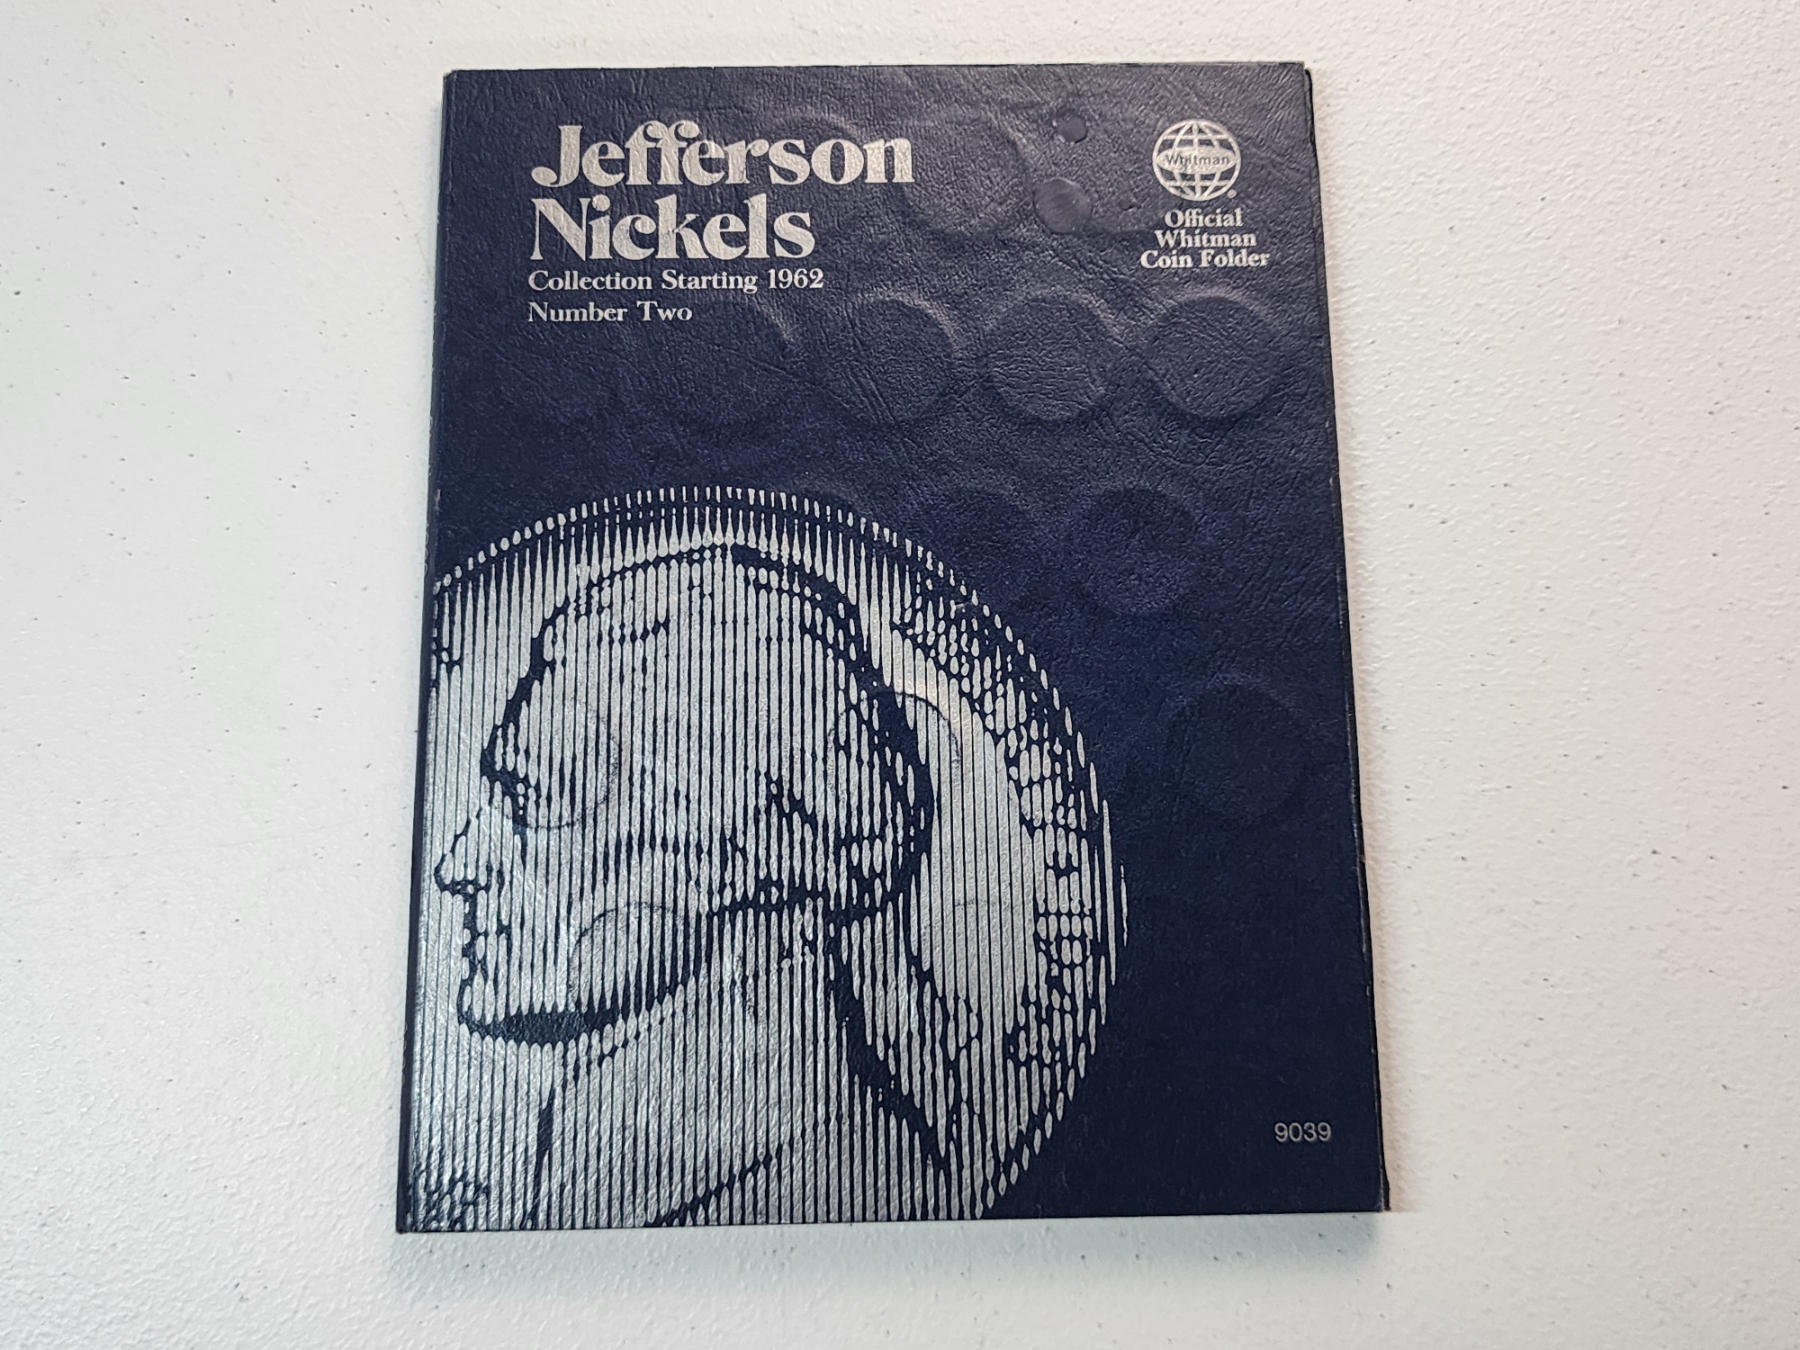 Jefferson
Nickels
Collection Starting 1962
Number Two
Whitman
®
Official
Whitman
Coin Folder
9039